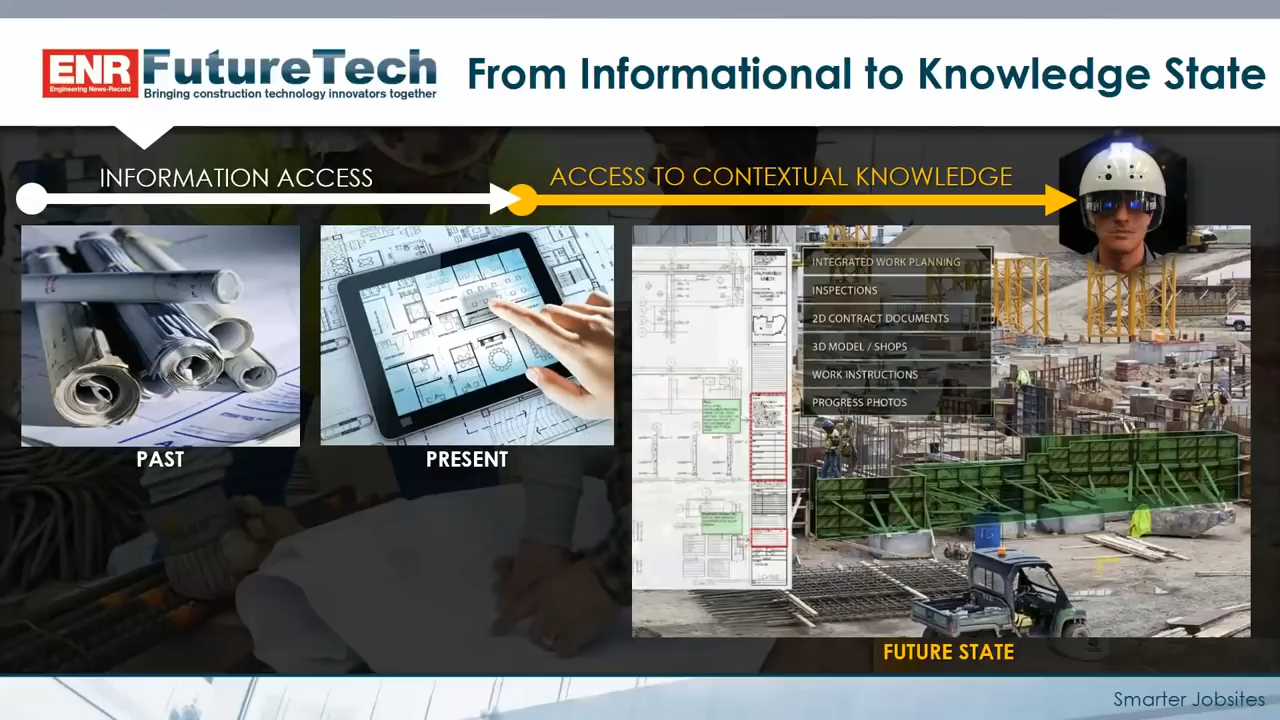 ENR FutureTech
Engineering News-Record
Bringing construction technology innovators together
From Informational to Knowledge State
INFORMATION ACCESS
ACCESS TO CONTEXTUAL KNOWLEDGE
INTEGRATED WORK PLANNING
INSPECTIONS
2D CONTRACT DOCUMENTS
3D MODEL / SHOPS
WORK INSTRUCTIONS
PROGRESS PHOTOS
PAST
PRESENT
FUTURE STATE
Smarter Jobsites